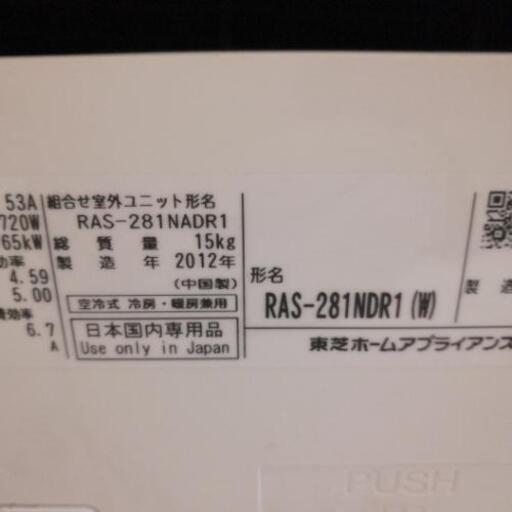 53A
720W
65kW
4.59
5.00
6.7
A
組合せ室外ユニット形名
RAS-281NADR1
総質量 15kg
製造年 2012年
(中国製)
空冷式 冷房・暖房兼用
日本国内専用品
Use only in Japan
形名
RAS-281NDR1(W)
製造
東芝ホームアプライアンス
PUSH